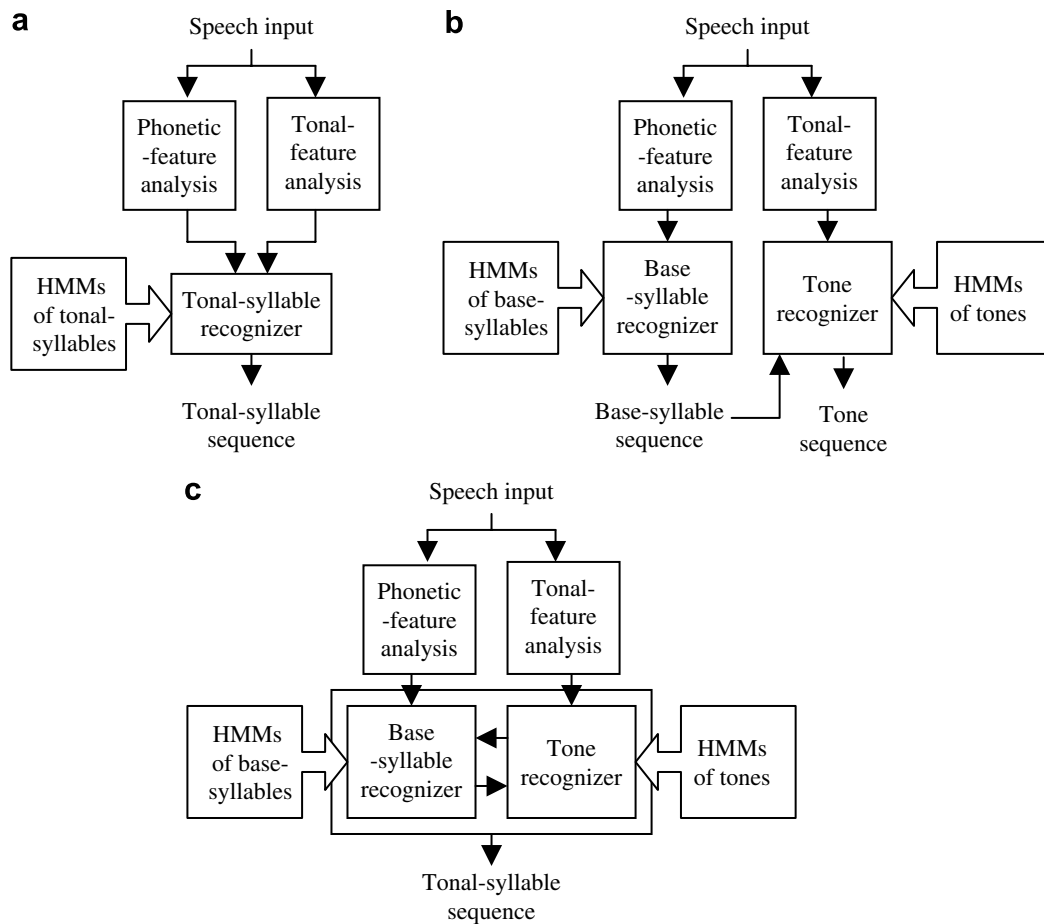 a
Speech input
Phonetic
-feature
analysis
Tonal-
feature
analysis
HMMs
of tonal-
syllables
Tonal-syllable
recognizer
Tonal-syllable
sequence
b
Speech input
Phonetic
-feature
analysis
Tonal-
feature
analysis
HMMs
of base-
syllables
Base
-syllable
recognizer
Tone
recognizer
HMMs
of tones
Base-syllable
sequence
Tone
sequence
c
Speech input
Phonetic
-feature
analysis
Tonal-
feature
analysis
HMMs
of base-
syllables
Base
-syllable
recognizer
Tone
recognizer
HMMs
of tones
Tonal-syllable
sequence